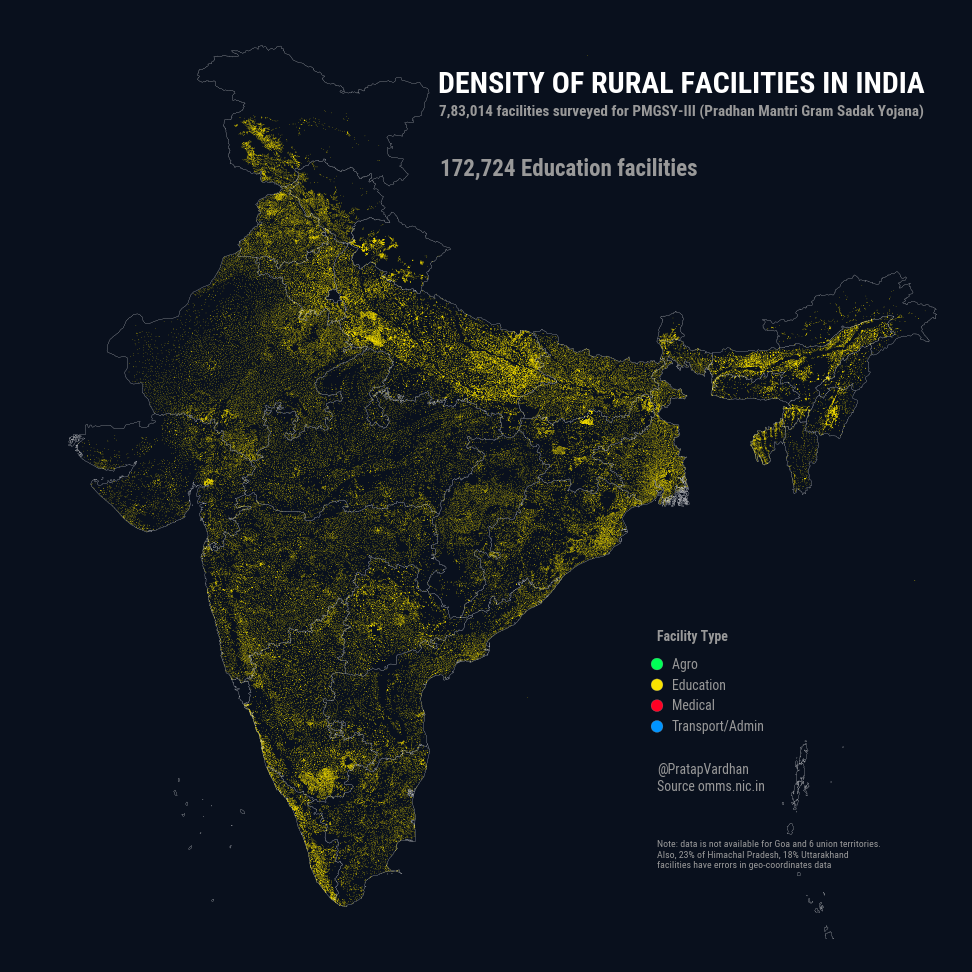 DENSITY OF RURAL FACILITIES IN INDIA
7,83,014 facilities surveyed for PMGSY-III (Pradhan Mantri Gram Sadak Yojana)
172,724 Education facilities
Facility Type
Agro
Education
Medical
Transport/Admin
@PratapVardhan
Source omms.nic.in
Note: data is not available for Goa and 6 union territories.
Also, 23% of Himachal Pradesh, 18% Uttarakhand
facilities have errors in geo-coordinates data